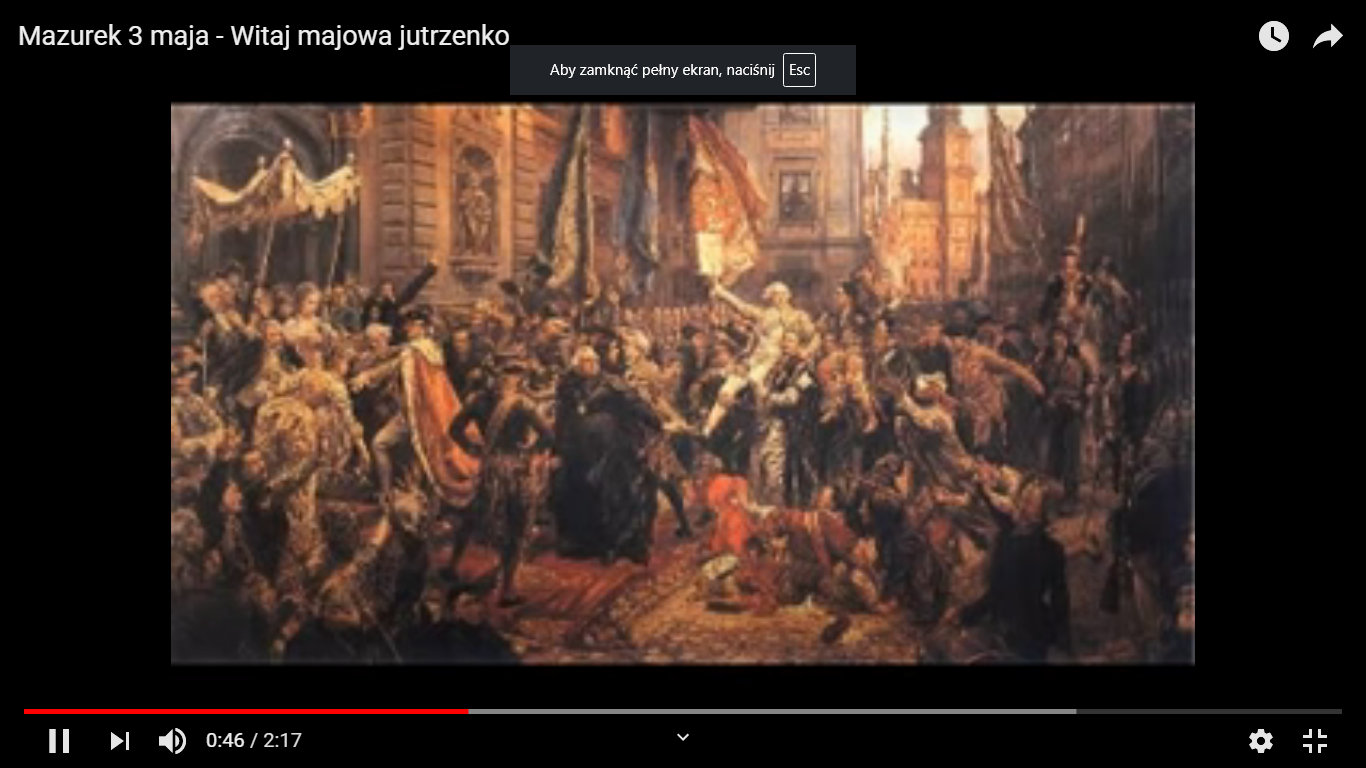 Mazurek 3 maja - Witaj majowa jutrzenko
Aby zamknąć pełny ekran, naciśnij Esc
0:46 / 2:17